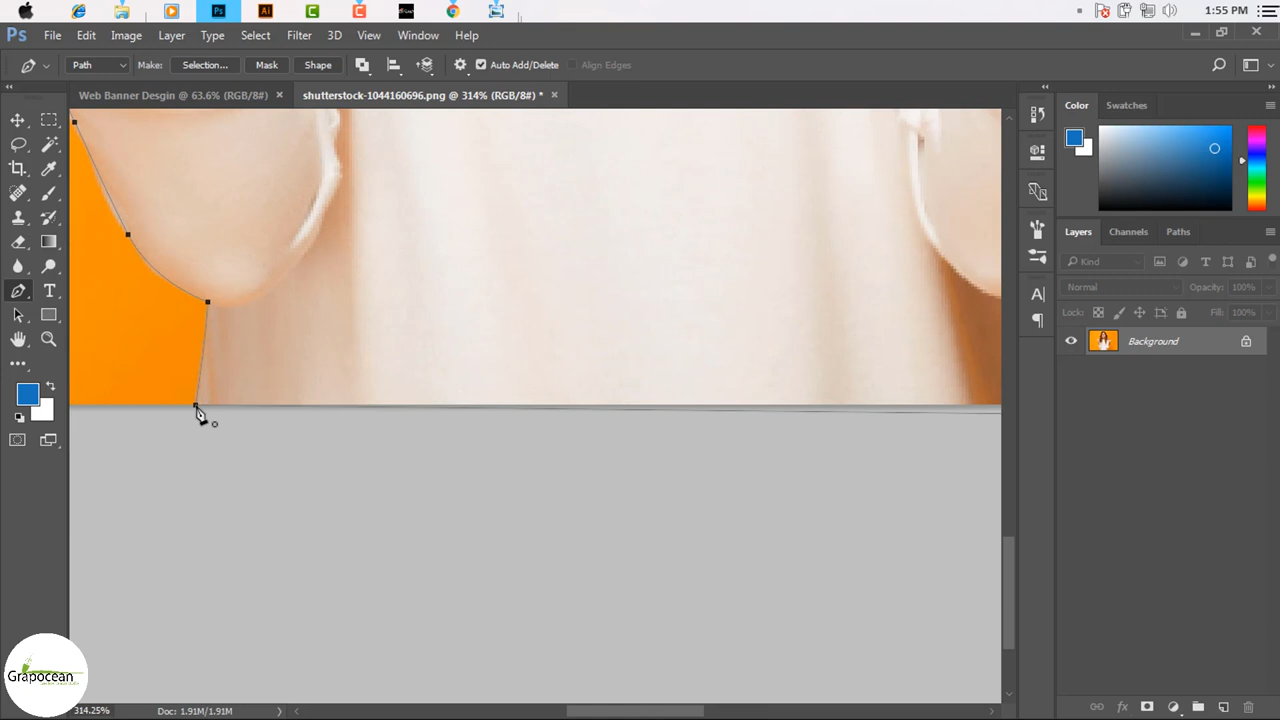 1:55 PM
Ps File Edit Image Layer Type Select Filter 3D View Window Help
Path Make: Selection... Mask Shape Auto Add/Delete Align Edges
Web Banner Desgin @ 63.6% (RGB/8#) shutterstock-1044160696.png @ 314% (RGB/8#) *
Color Swatches
Layers Channels Paths
Kind
Normal Opacity: 100%
Lock: Fill: 100%
Background
Grapocean
314.25% Doc: 1.91M/1.91M